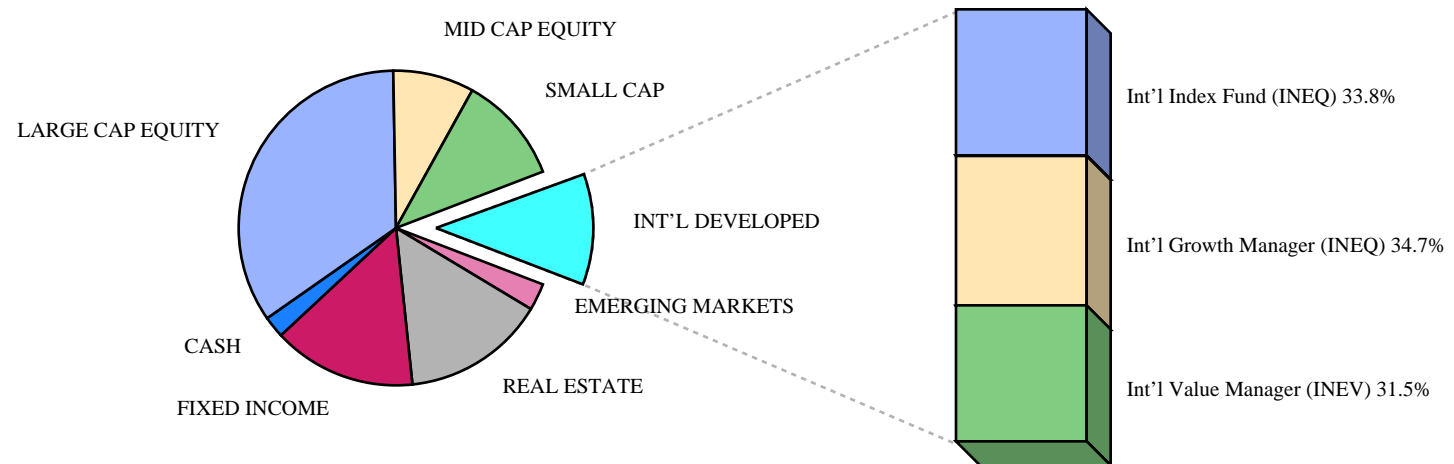 MID CAP EQUITY
SMALL CAP
LARGE CAP EQUITY
INT’L DEVELOPED
EMERGING MARKETS
CASH
REAL ESTATE
FIXED INCOME
Int’l Index Fund (INEQ) 33.8%
Int’l Growth Manager (INEQ) 34.7%
Int’l Value Manager (INEV) 31.5%